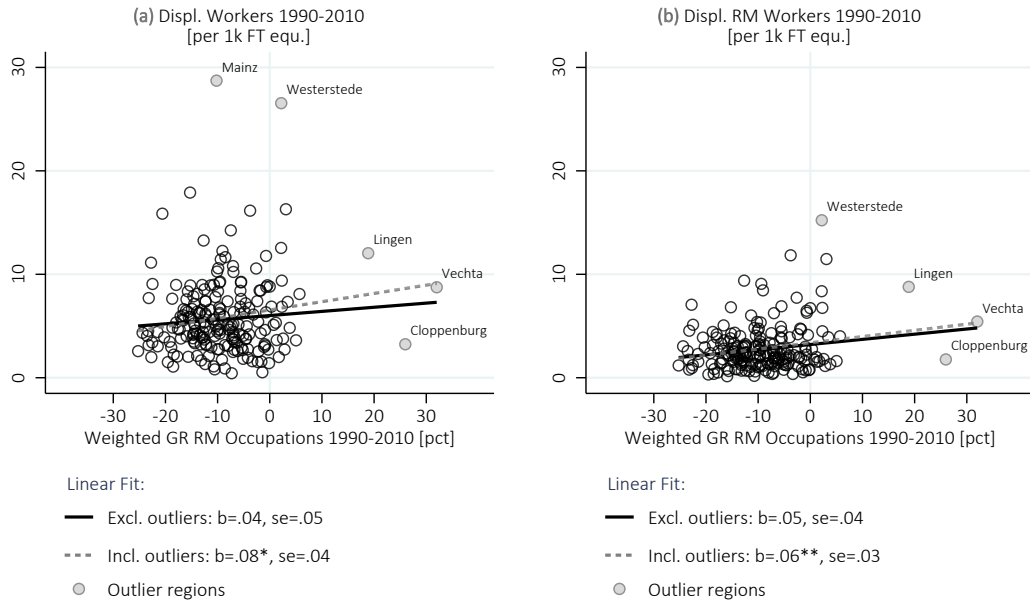 (a) Displ. Workers 1990-2010
[per 1k FT equ.]
30
20
10
0
Mainz
Westerstede
Lingen
Vechta
Cloppenburg
-30 -20 -10 0 10 20 30
Weighted GR RM Occupations 1990-2010 [pct]
Linear Fit:
Excl. outliers: b=.04, se=.05
Incl. outliers: b=.08*, se=.04
Outlier regions
(b) Displ. RM Workers 1990-2010
[per 1k FT equ.]
30
20
10
0
Westerstede
Lingen
Vechta
Cloppenburg
-30 -20 -10 0 10 20 30
Weighted GR RM Occupations 1990-2010 [pct]
Linear Fit:
Excl. outliers: b=.05, se=.04
Incl. outliers: b=.06**, se=.03
Outlier regions